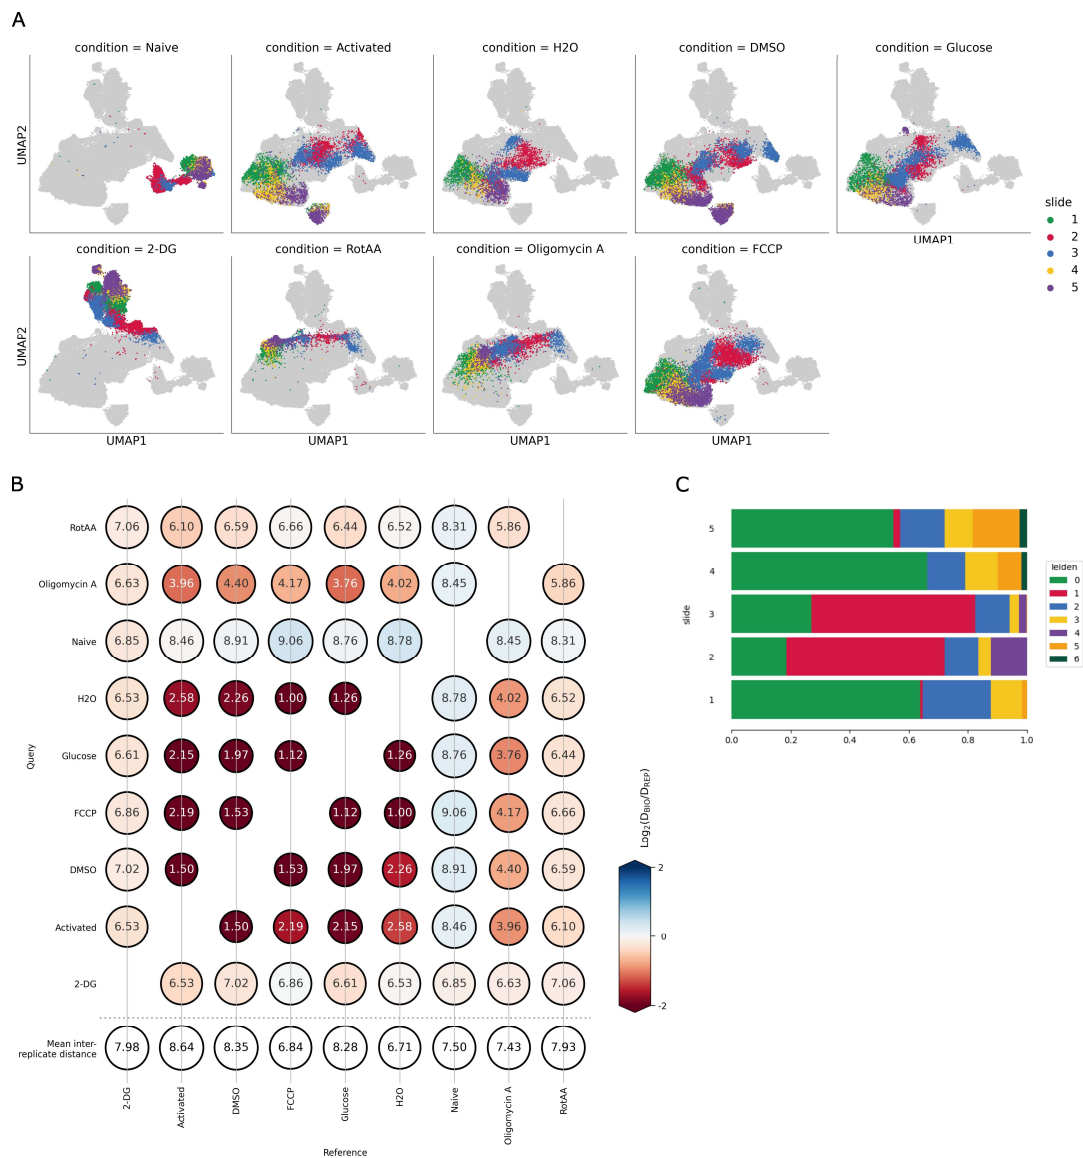 A
condition = Naive
condition = Activated
condition = H2O
condition = DMSO
condition = Glucose
UMAP2
UMAP1
slide
1
2
3
4
5
condition = 2-DG
condition = RotAA
condition = Oligomycin A
condition = FCCP
UMAP2
UMAP1
UMAP1
UMAP1
UMAP1
B
Query
RotAA 7.06 6.10 6.59 6.66 6.44 6.52 8.31 5.86
Oligomycin A 6.63 3.96 4.40 4.17 3.76 4.02 8.45 5.86
Naive 6.85 8.46 8.91 9.06 8.76 8.78 8.45 8.31
H2O 6.53 2.58 2.26 1.00 1.26 8.78 4.02 6.52
Glucose 6.61 2.15 1.97 1.12 1.26 8.76 3.76 6.44
FCCP 6.86 2.19 1.53 1.12 1.00 9.06 4.17 6.66
DMSO 7.02 1.50 1.53 1.97 2.26 8.91 4.40 6.59
Activated 6.53 1.50 2.19 2.15 2.58 8.46 3.96 6.10
2-DG 6.53 7.02 6.86 6.61 6.53 6.85 6.63 7.06
Mean inter-
replicate distance 7.98 8.64 8.35 6.84 8.28 6.71 7.50 7.43 7.93
2-DG
Activated
DMSO
FCCP
Glucose
H2O
Naive
Oligomycin A
RotAA
Reference
Log2(DBIO/DREP)
2
0
-2
C
slide
5
4
3
2
1
0.0 0.2 0.4 0.6 0.8 1.0
leiden
0
1
2
3
4
5
6